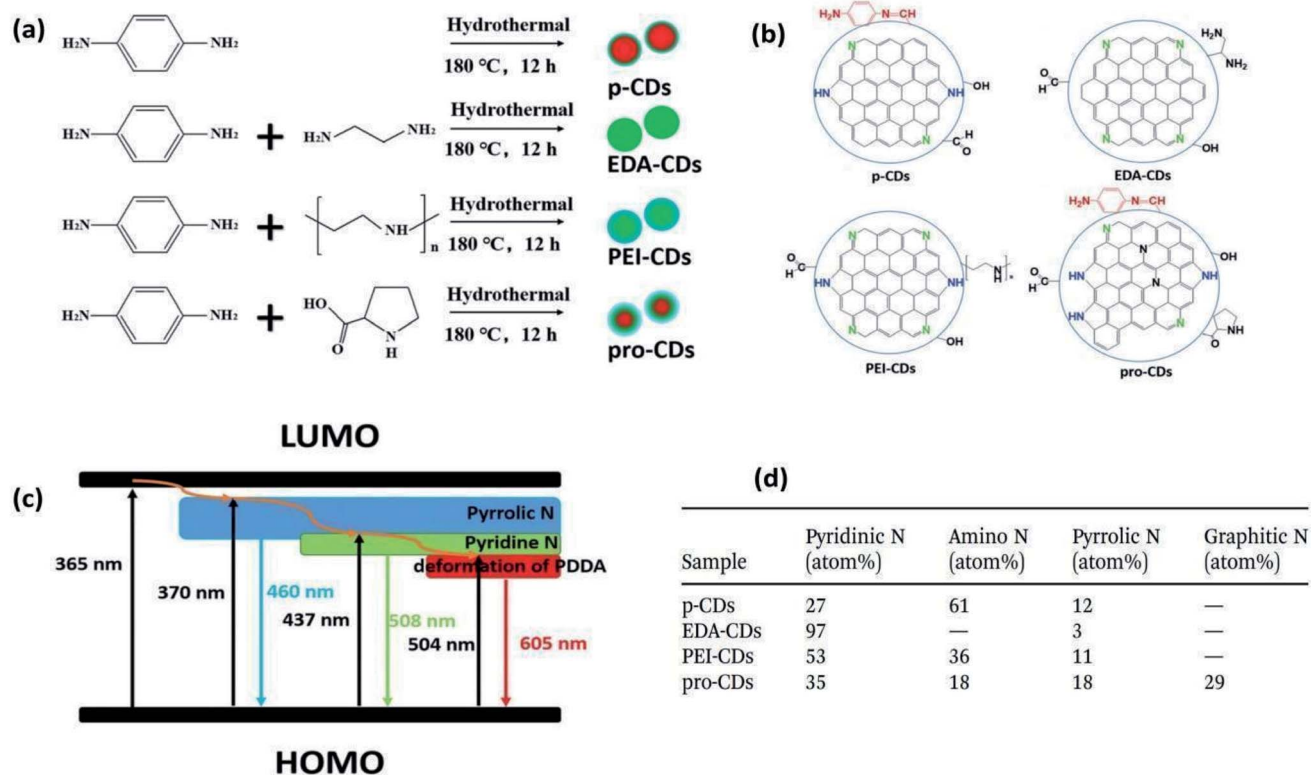 (a)
H₂N
NH₂
Hydrothermal
180 °C, 12 h
p-CDs
H₂N
NH₂
+
H₂N
NH₂
Hydrothermal
180 °C, 12 h
EDA-CDs
H₂N
NH₂
+
NH
n
Hydrothermal
180 °C, 12 h
PEI-CDs
H₂N
NH₂
+
HO
O
N
H
Hydrothermal
180 °C, 12 h
pro-CDs
(b)
H₂N
N=CH
N
HN
NH
OH
N
C
H
O
p-CDs
H₂N
NH₂
N
N
O
C
H
N
N
OH
EDA-CDs
N
N
O
C
H
HN
NH
N
H
n
N
N
OH
PEI-CDs
H₂N
N=CH
N
N
OH
O
C
H
HN
NH
N
HN
N
NH
O
pro-CDs
(c)
LUMO
Pyrrolic N
Pyridine N
deformation of PDDA
365 nm
370 nm
460 nm
437 nm
508 nm
504 nm
605 nm
HOMO
(d)
Sample Pyridinic N (atom%) Amino N (atom%) Pyrrolic N (atom%) Graphitic N (atom%)
p-CDs 27 61 12 —
EDA-CDs 97 — 3 —
PEI-CDs 53 36 11 —
pro-CDs 35 18 18 29